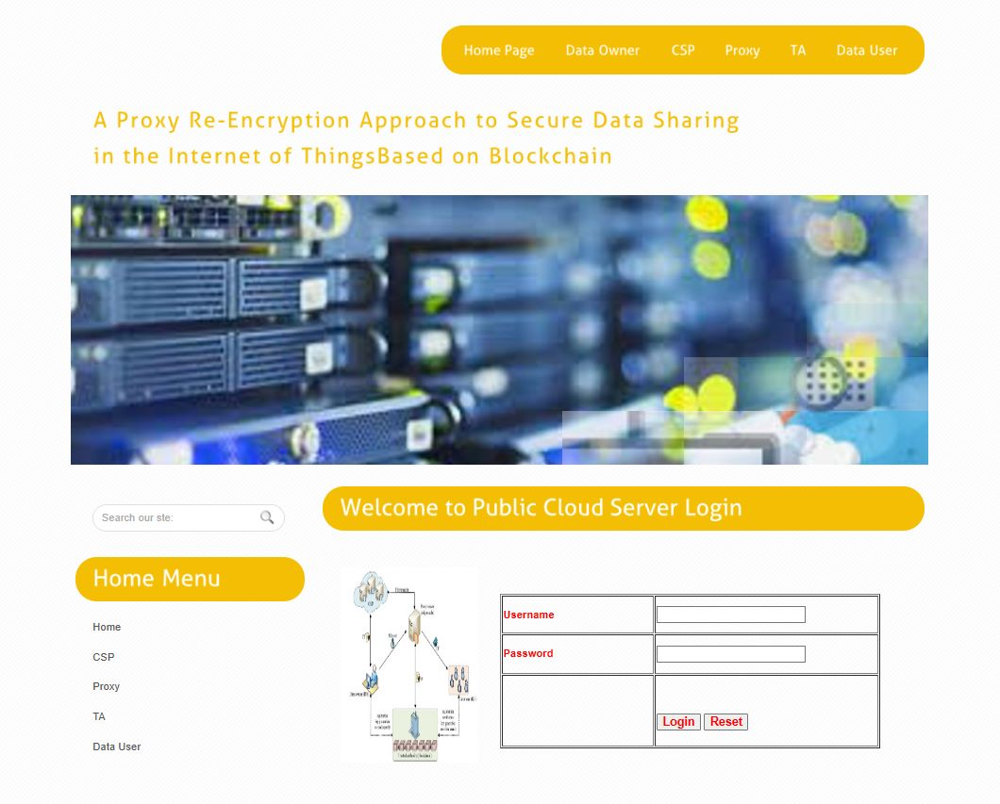 Home Page Data Owner CSP Proxy TA Data User
A Proxy Re-Encryption Approach to Secure Data Sharing
in the Internet of ThingsBased on Blockchain
Search our ste:
Welcome to Public Cloud Server Login
Home Menu
Home
CSP
Proxy
TA
Data User
Username
Password
Login Reset